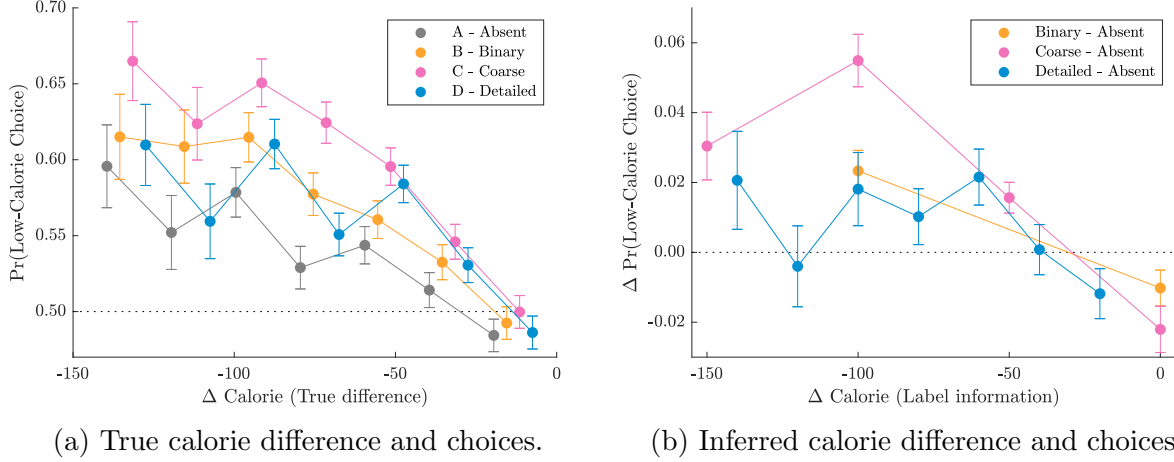 0.70
0.65
0.60
0.55
0.50
Pr(Low-Calorie Choice)
A - Absent
B - Binary
C - Coarse
D - Detailed
-150
-100
-50
0
Δ Calorie (True difference)
(a) True calorie difference and choices.
0.06
0.04
0.02
0.00
-0.02
Δ Pr(Low-Calorie Choice)
Binary - Absent
Coarse - Absent
Detailed - Absent
-150
-100
-50
0
Δ Calorie (Label information)
(b) Inferred calorie difference and choices